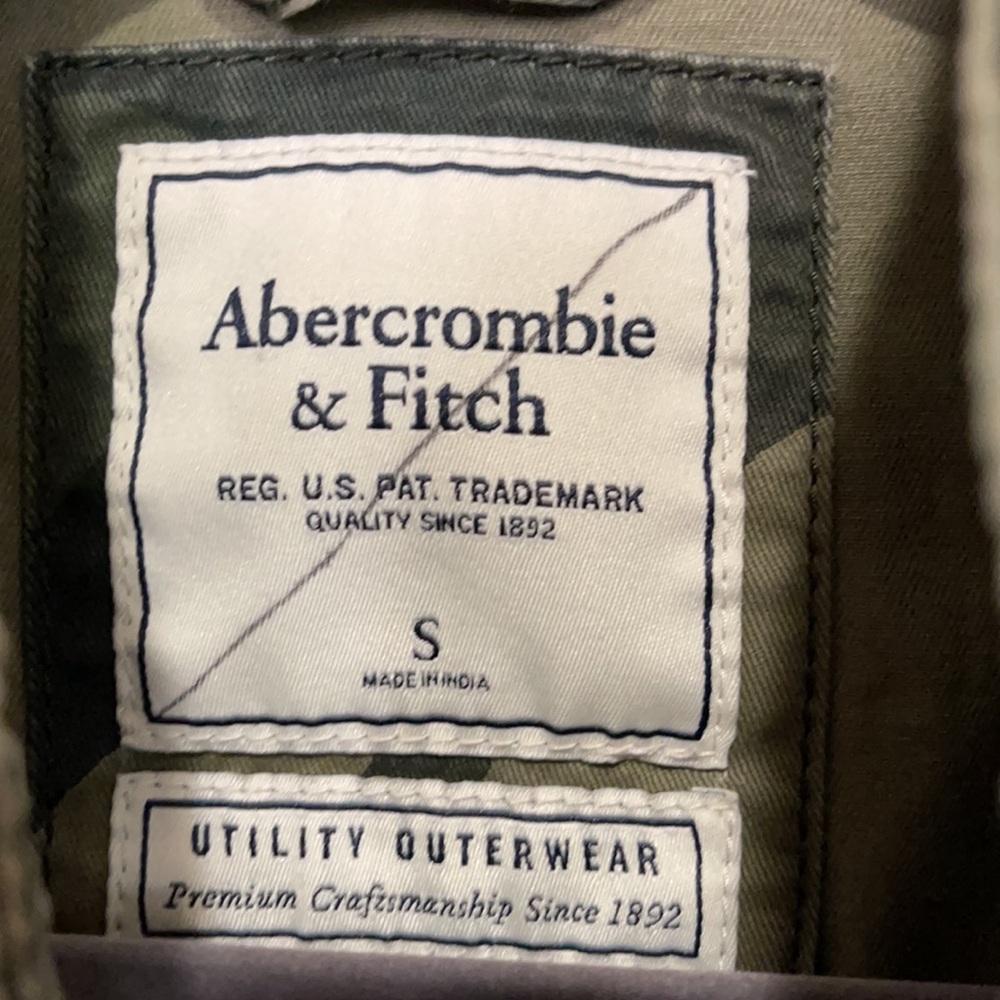 Abercrombie
& Fitch
REG. U.S. PAT. TRADEMARK
QUALITY SINCE 1892
S
MADE IN INDIA
UTILITY OUTERWEAR
Premium Craftsmanship Since 1892